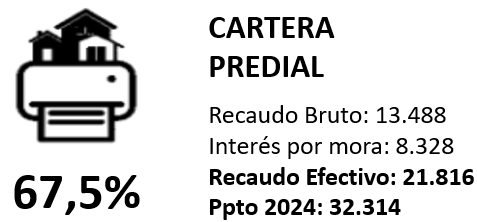 CARTERA
PREDIAL
Recaudo Bruto: 13.488
Interés por mora: 8.328
Recaudo Efectivo: 21.816
Ppto 2024: 32.314
67,5%